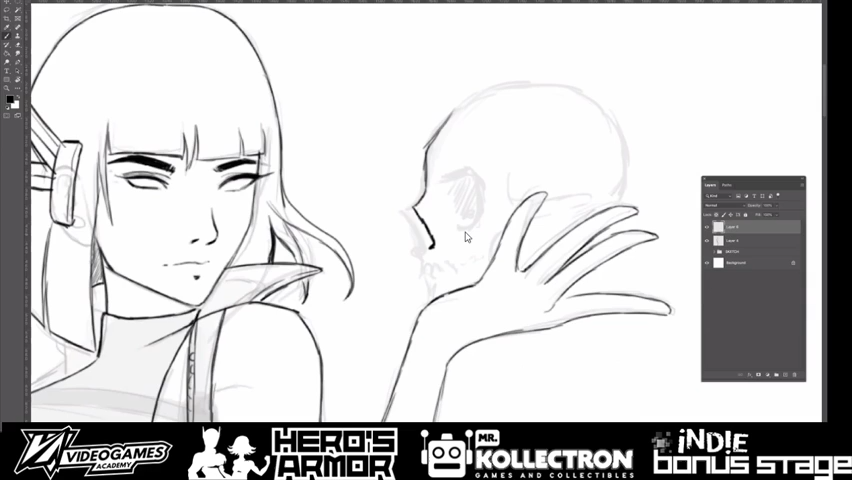 Layers
Layer 6
Layer 5
SKETCH
Background
VIDEOGAMES
ACADEMY
HERO'S
ARMOR
MR.
KOLLECTRON
GAMES AND COLLECTIBLES
iNDIE
BONUS STAGE